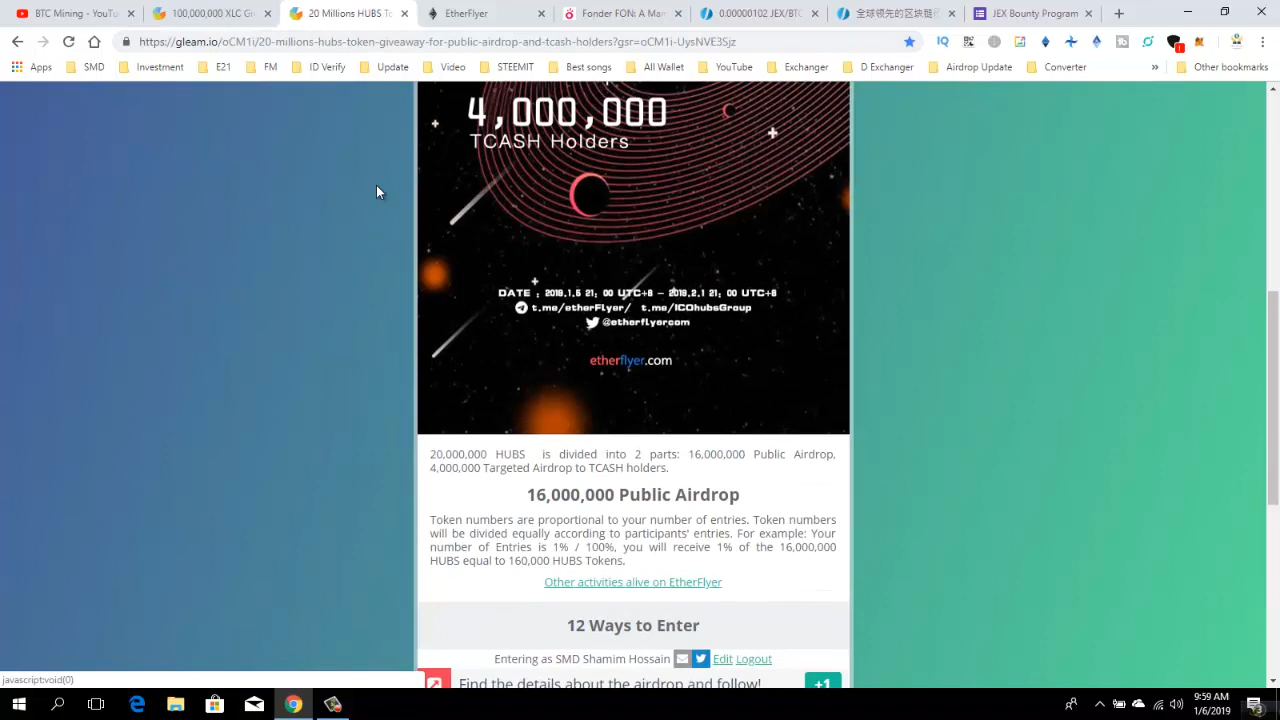 BTC Mining - YouT
100,000,000 XLC G
20 Millions HUBS T
EtherFlyer
Fonder FON: A Man
0.00000102 JEX/BTC
全球领先的区块链
JEX Bounty Program
https://gleam.io/oCM1i/20-millions-hubs-token-giveaway-for-public-airdrop-and-tcash-holders?gsr=oCM1i-UysNVE3Sjz
IQ
1
Apps
SMD
Investment
E21
FM
ID Verify
Update
Video
STEEMIT
Best songs
All Wallet
YouTube
Exchanger
D Exchanger
Airdrop Update
Converter
»
Other bookmarks
4,000,000
TCASH Holders
DATE : 2019.1.5 21: 00 UTC+8 - 2019.2.1 21: 00 UTC+8
t.me/etherFlyer/ t.me/ICOhubsGroup
@etherflyercom
etherflyer.com
20,000,000 HUBS is divided into 2 parts: 16,000,000 Public Airdrop,
4,000,000 Targeted Airdrop to TCASH holders.
16,000,000 Public Airdrop
Token numbers are proportional to your number of entries. Token numbers
will be divided equally according to participants' entries. For example: Your
number of Entries is 1% / 100%, you will receive 1% of the 16,000,000
HUBS equal to 160,000 HUBS Tokens.
Other activities alive on EtherFlyer
12 Ways to Enter
Entering as SMD Shamim Hossain Edit Logout
Find the details about the airdrop and follow! +1
javascript:void(0)
9:59 AM
1/6/2019